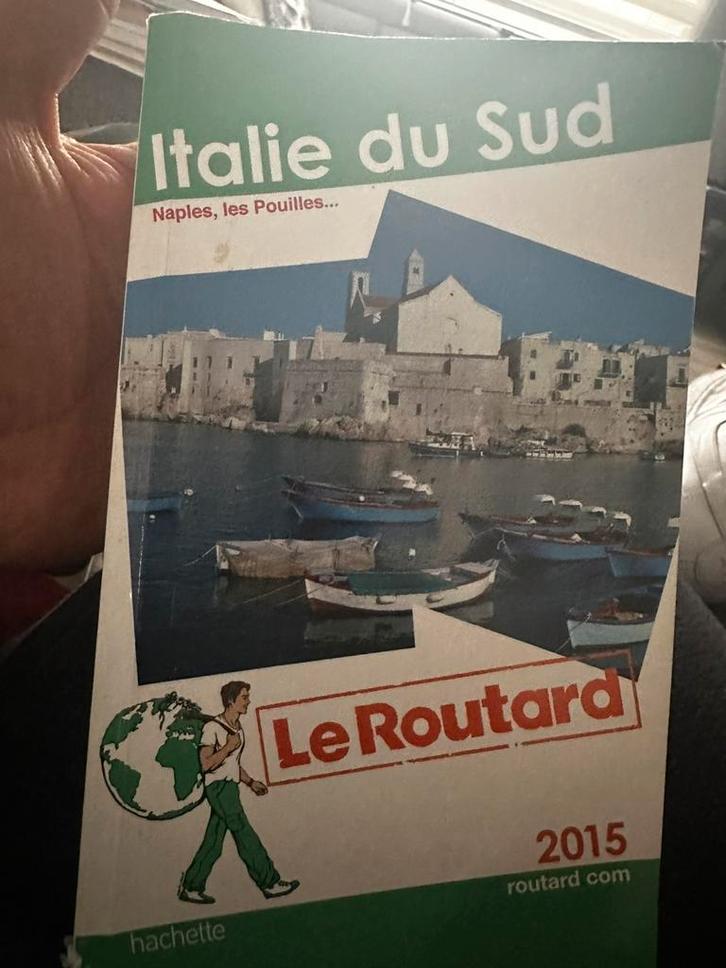 Italie du Sud
Naples, les Pouilles...
Le Routard
2015
routard com
hachette